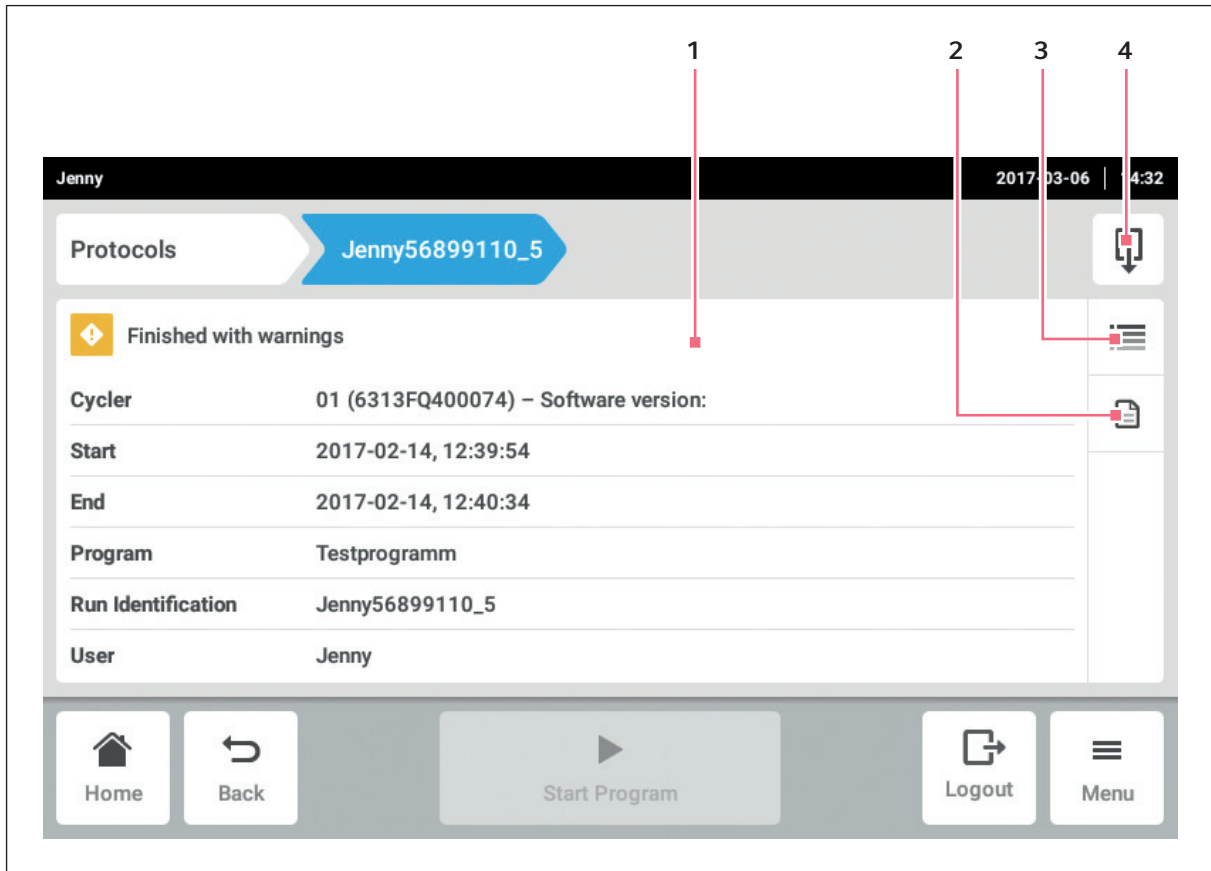 1 2 3 4
Jenny 2017-03-06 | 14:32
Protocols Jenny56899110_5
Finished with warnings
Cycler 01 (6313FQ400074) – Software version:
Start 2017-02-14, 12:39:54
End 2017-02-14, 12:40:34
Program Testprogramm
Run Identification Jenny56899110_5
User Jenny
Home Back Start Program Logout Menu